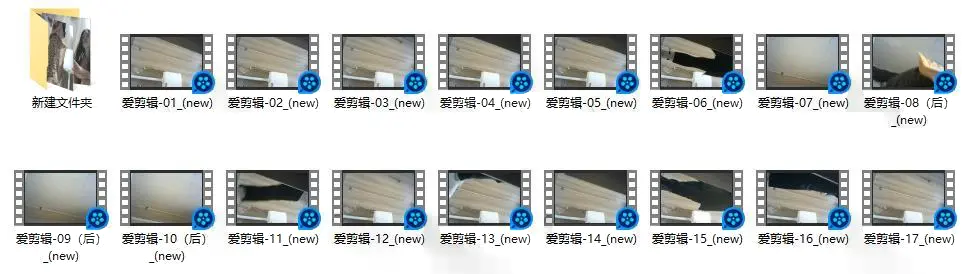 新建文件夹
爱剪辑-01_(new)
爱剪辑-02_(new)
爱剪辑-03_(new)
爱剪辑-04_(new)
爱剪辑-05_(new)
爱剪辑-06_(new)
爱剪辑-07_(new)
爱剪辑-08（后）
_(new)
爱剪辑-09（后）
_(new)
爱剪辑-10（后）
_(new)
爱剪辑-11_(new)
爱剪辑-12_(new)
爱剪辑-13_(new)
爱剪辑-14_(new)
爱剪辑-15_(new)
爱剪辑-16_(new)
爱剪辑-17_(new)